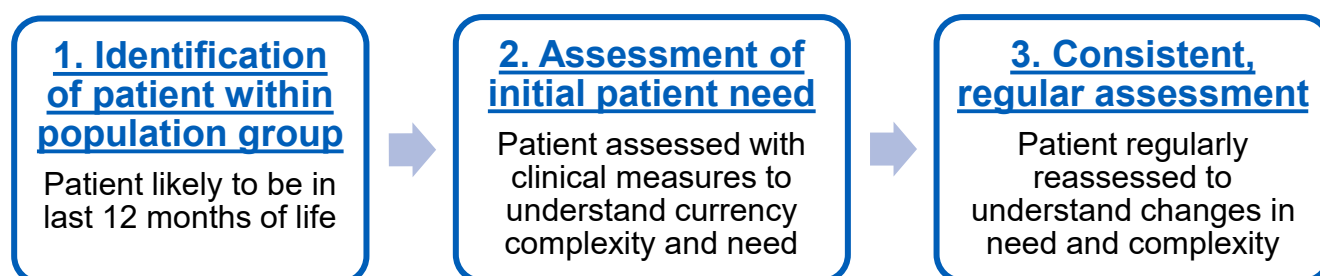 1. Identification
of patient within
population group
Patient likely to be in
last 12 months of life
2. Assessment of
initial patient need
Patient assessed with
clinical measures to
understand currency
complexity and need
3. Consistent,
regular assessment
Patient regularly
reassessed to
understand changes in
need and complexity